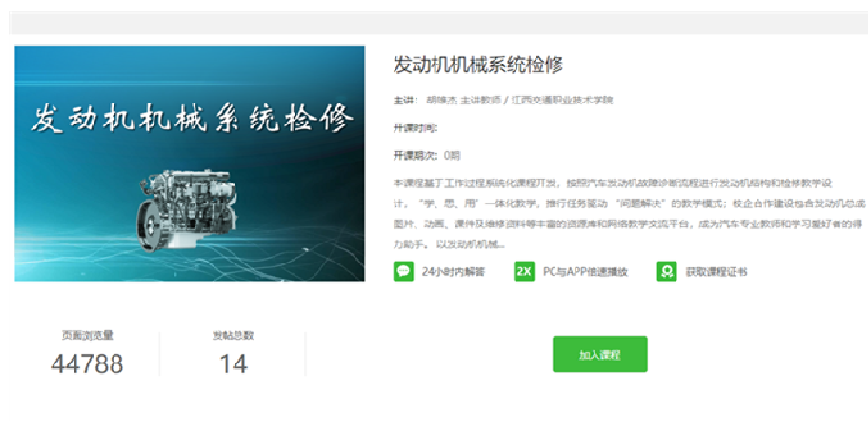 发动机机械系统检修
发动机机械系统检修
主讲： 胡雄杰 主讲教师 / 江西交通职业技术学院
开课时间:
开课期次: 0期
本课程基于工作过程系统化课程开发，按照汽车发动机故障诊断流程进行发动机结构和检修教学设
计。“学、思、用”一体化教学，推行任务驱动 “问题解决” 的教学模式；校企合作建设包含发动机总成
图片、动画、课件及维修资料等丰富的资源库和网络教学交流平台，成为汽车专业教师和学习爱好者的得
力助手。 以发动机机械...
24小时内解答
2X PC与APP倍速播放
获取课程证书
页面浏览量
44788
发帖总数
14
加入课程